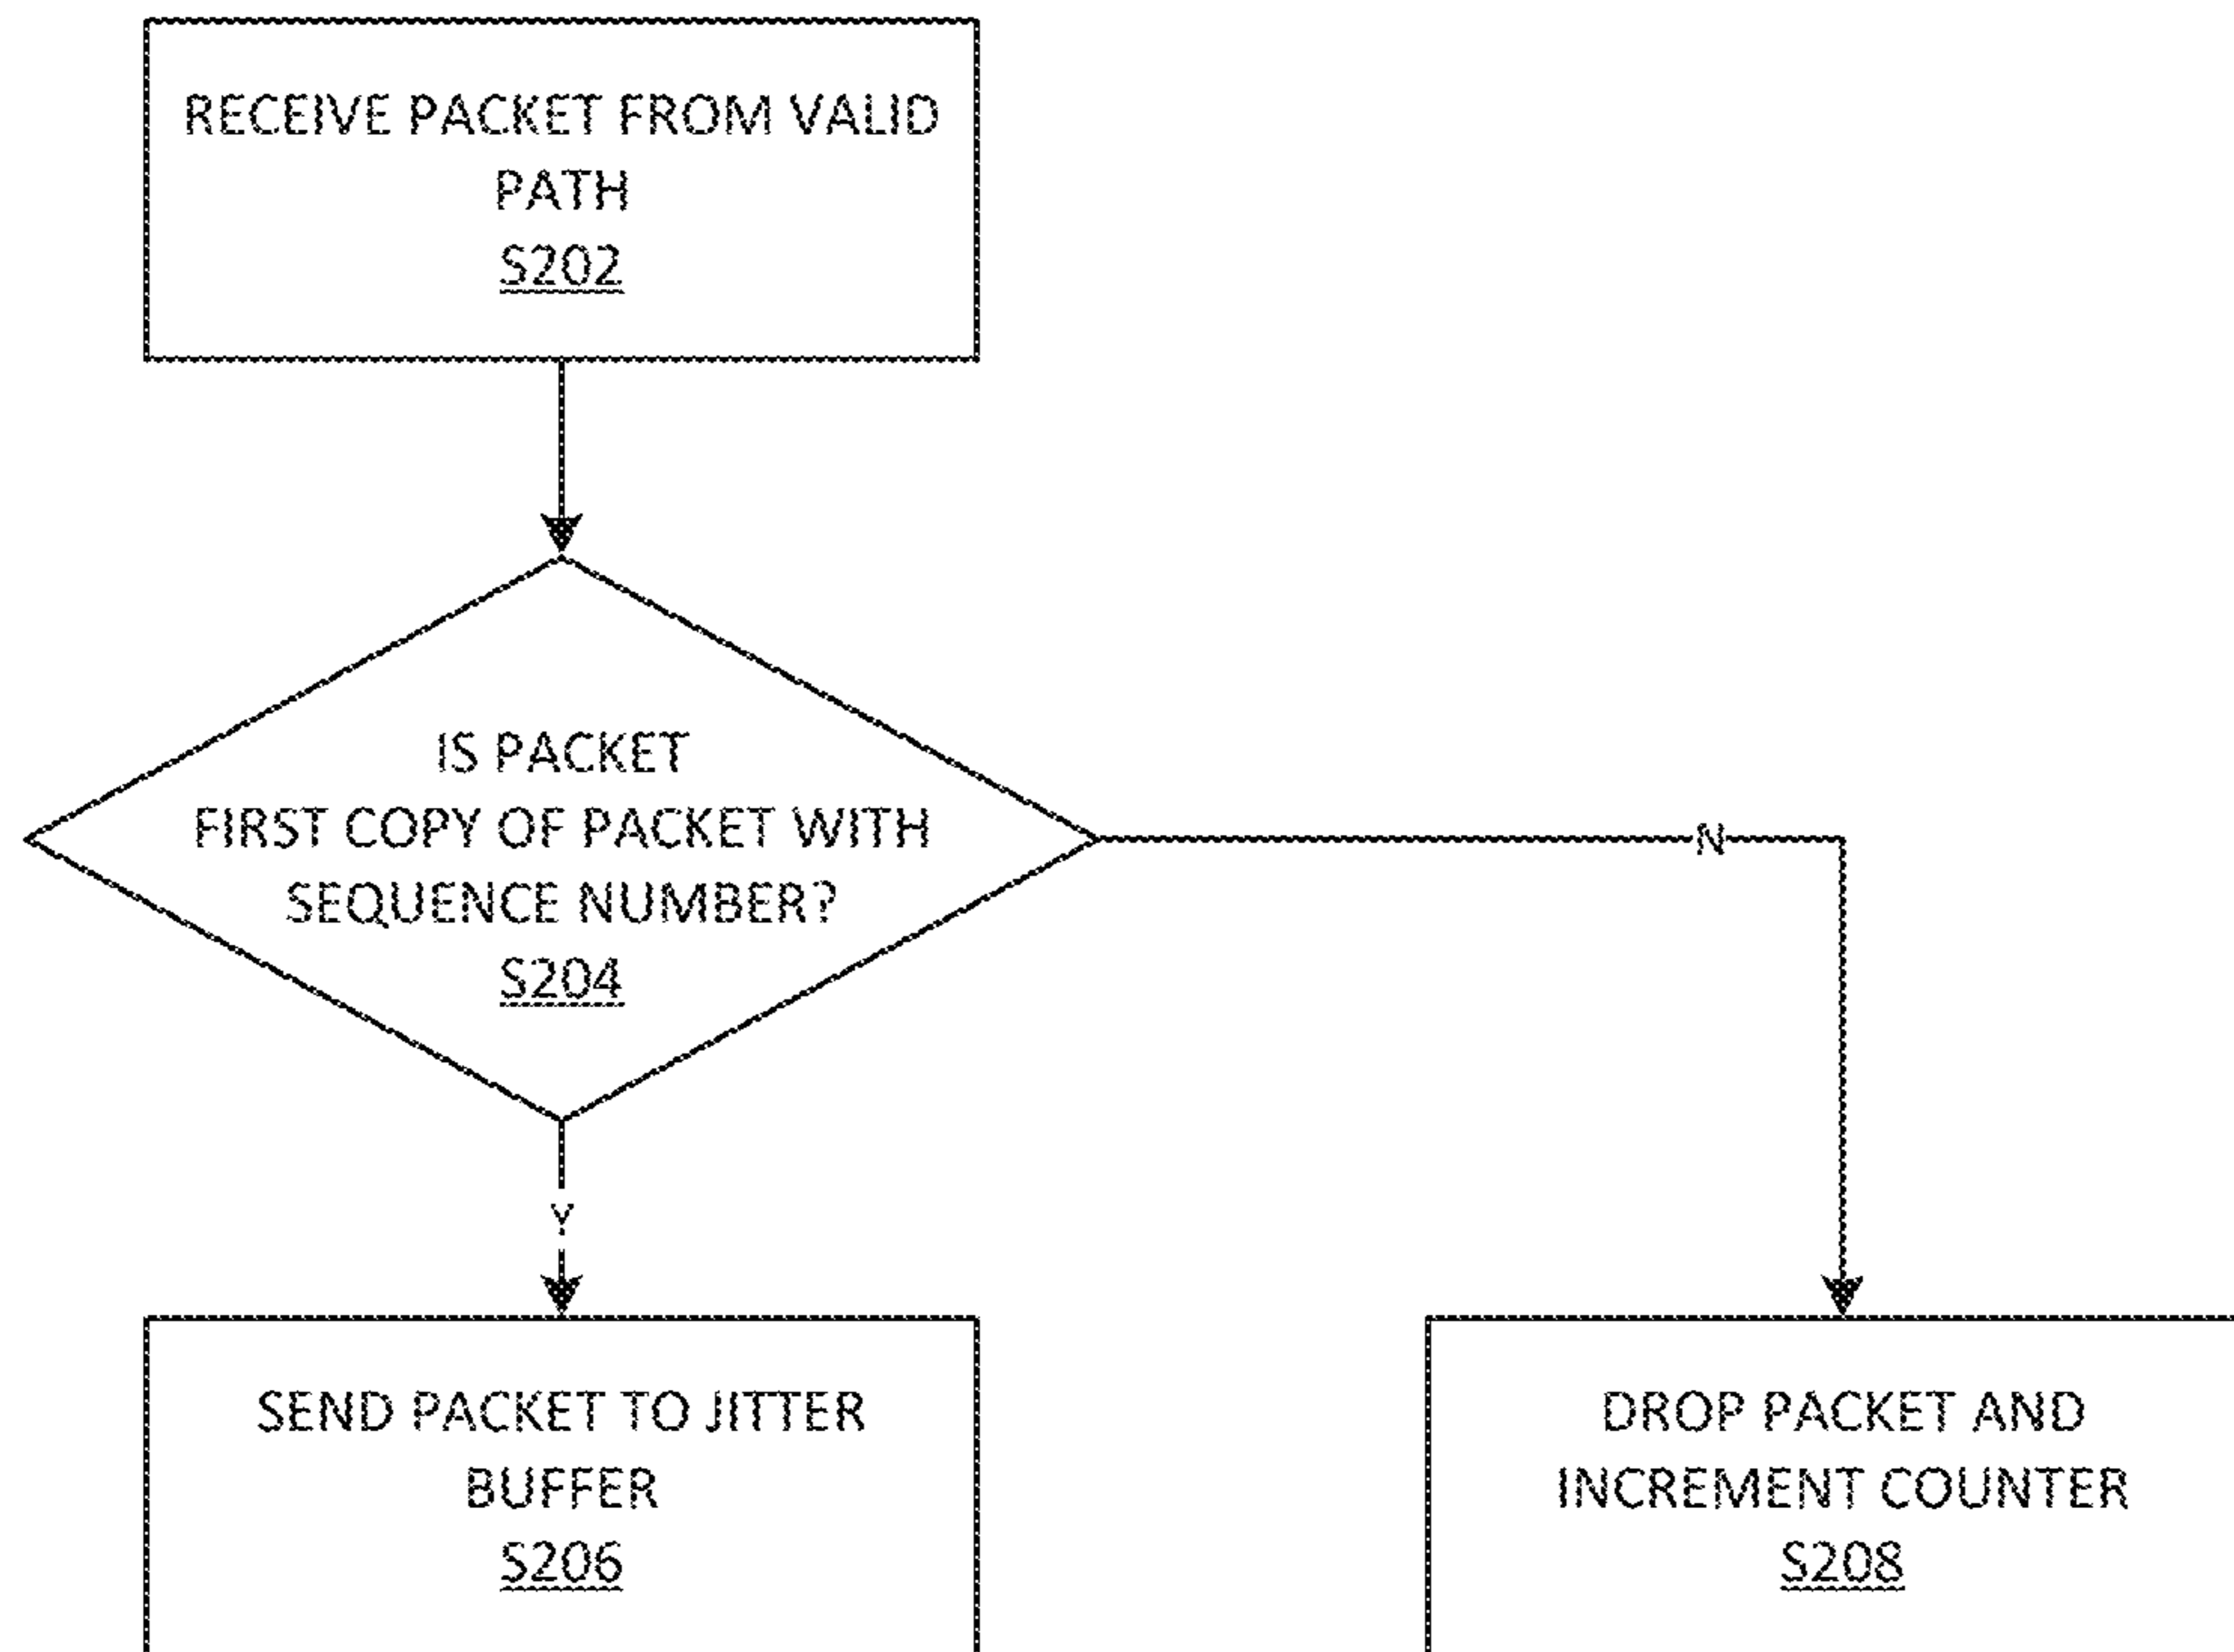 RECEIVE PACKET FROM VALID
PATH
S202
IS PACKET
FIRST COPY OF PACKET WITH
SEQUENCE NUMBER?
S204
N
Y
SEND PACKET TO JITTER
BUFFER
S206
DROP PACKET AND
INCREMENT COUNTER
S208